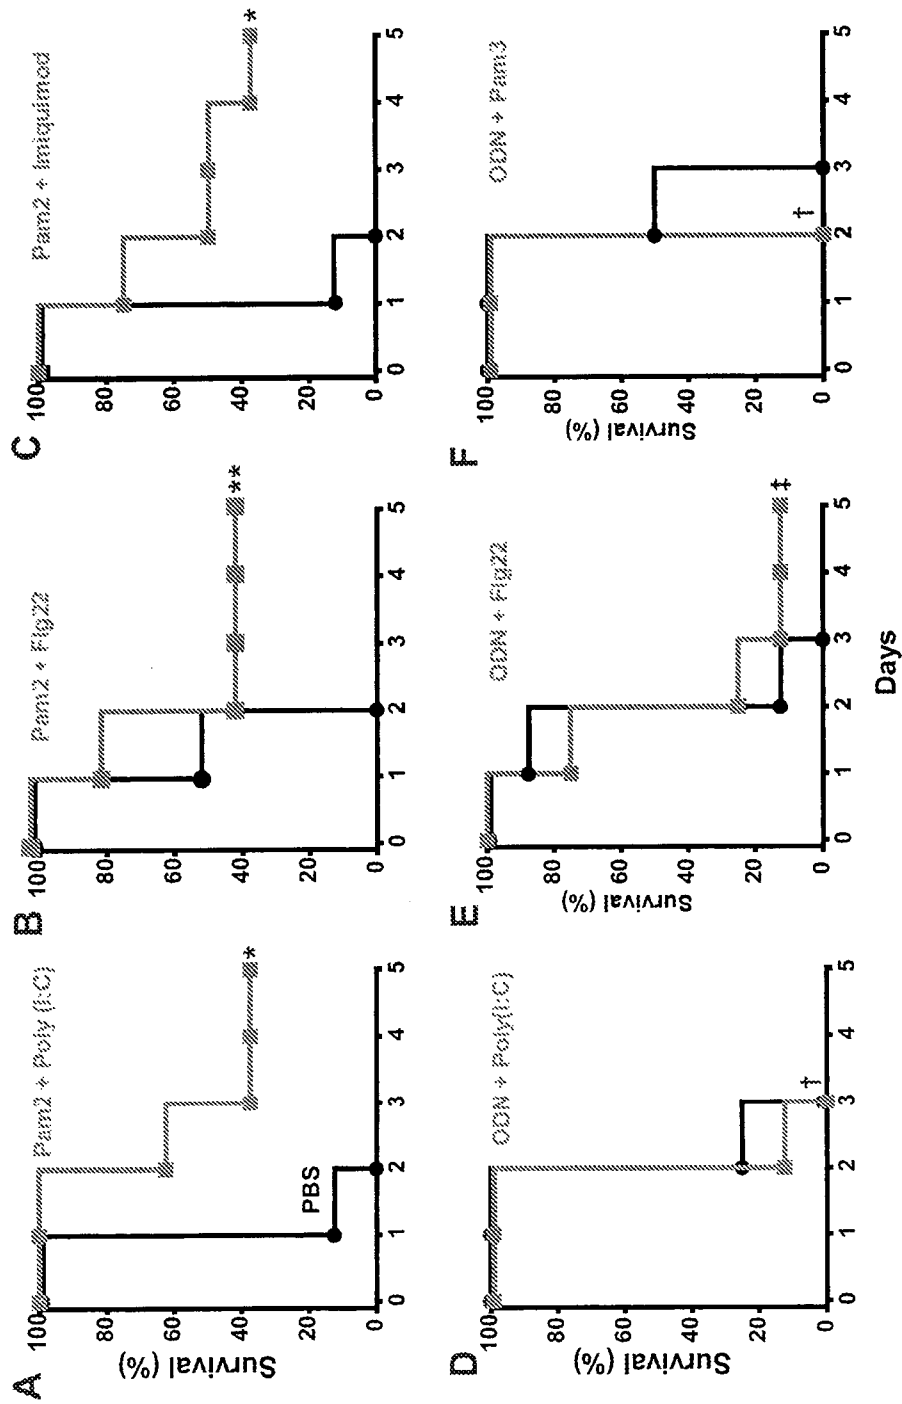 A
Pam2 + Poly (I:C)
Survival (%)
100
80
60
40
20
0
PBS
*
0 1 2 3 4 5
B
Pam2 + Flg22
100
80
60
40
20
0
**
0 1 2 3 4 5
C
Pam2 + Imiquimod
100
80
60
40
20
0
*
0 1 2 3 4 5
D
ODN + Poly(I:C)
Survival (%)
100
80
60
40
20
0
†
0 1 2 3 4 5
E
ODN + Flg22
Survival (%)
100
80
60
40
20
0
‡
0 1 2 3 4 5
F
ODN + Pam3
Survival (%)
100
80
60
40
20
0
†
0 1 2 3 4 5
Days